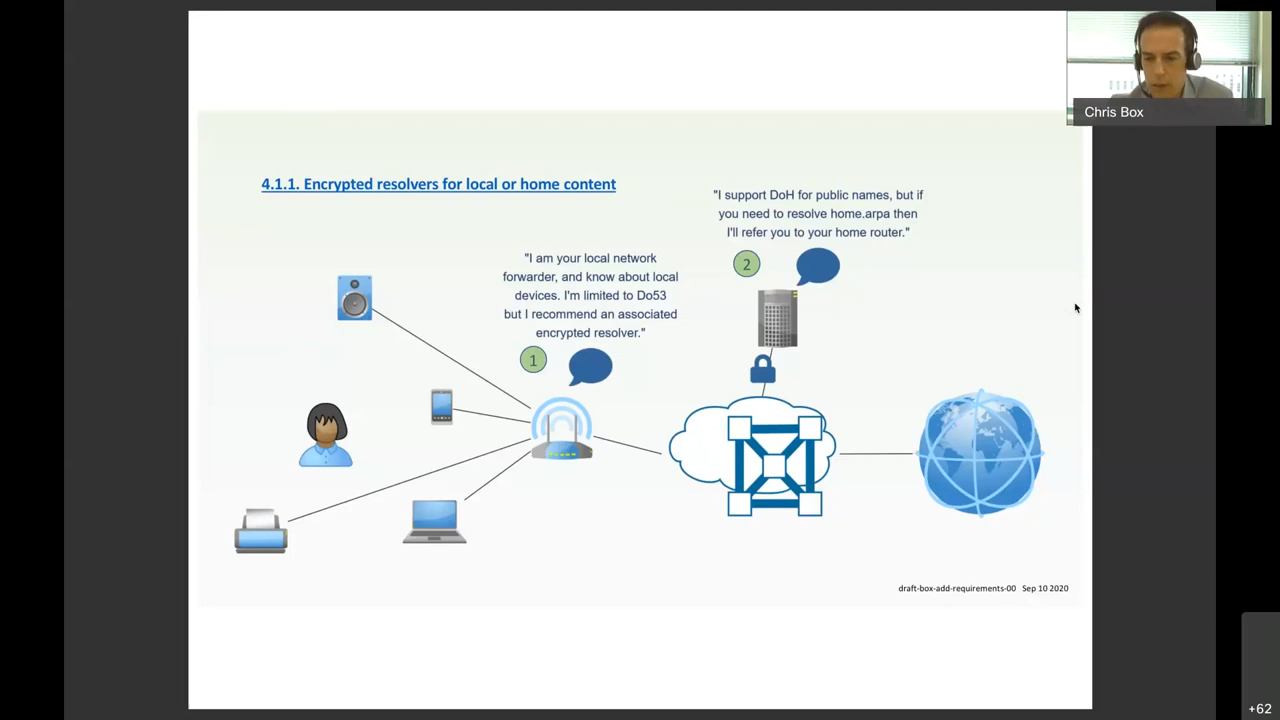 Chris Box
4.1.1. Encrypted resolvers for local or home content
"I support DoH for public names, but if
you need to resolve home.arpa then
I'll refer you to your home router."
2
"I am your local network
forwarder, and know about local
devices. I'm limited to Do53
but I recommend an associated
encrypted resolver."
1
draft-box-add-requirements-00 Sep 10 2020
+62